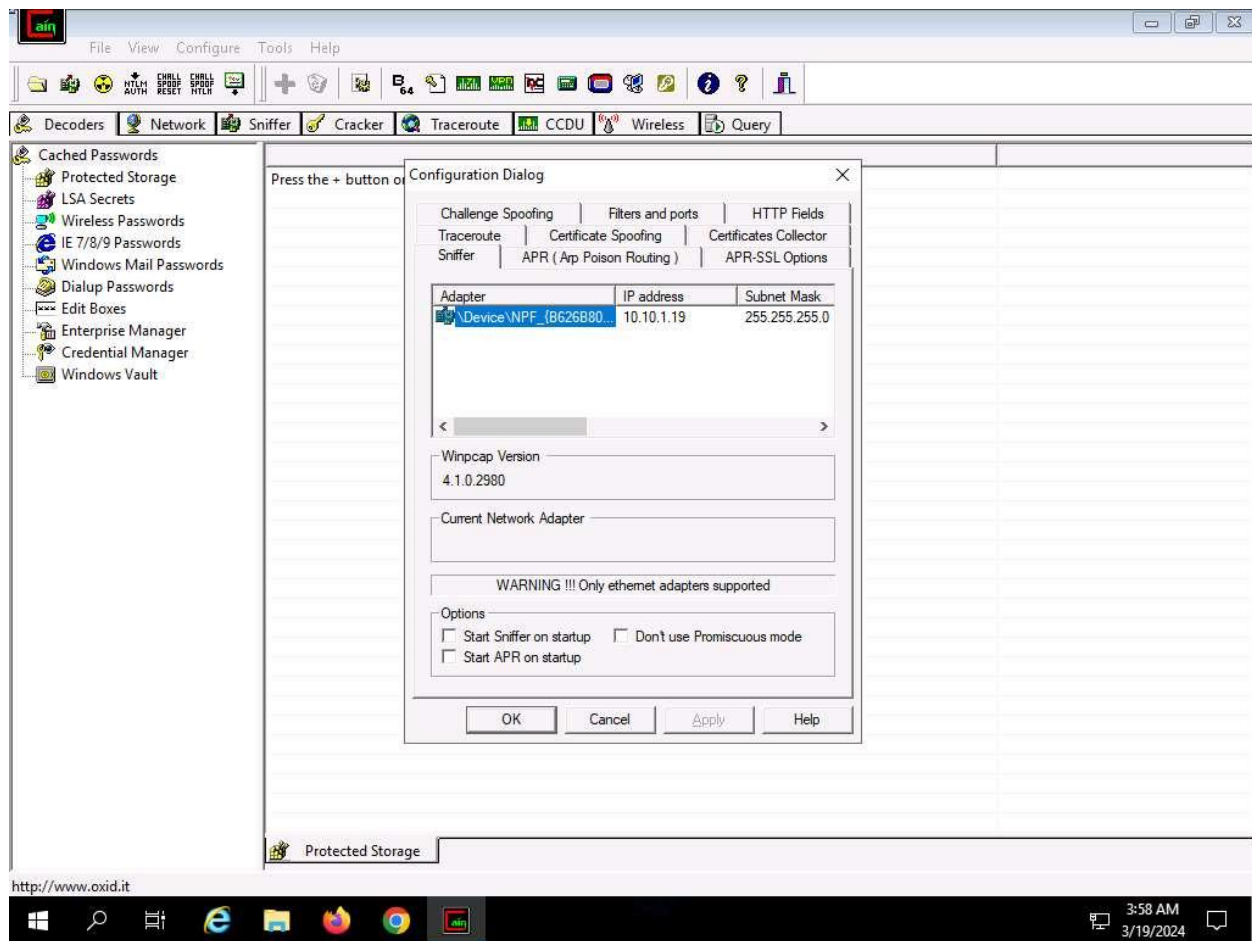 Cain
File View Configure Tools Help
NTLM AUTH CHALL SPOOF RESET CHALL SPOOF NTLM B64
Decoders Network Sniffer Cracker Traceroute CCDU Wireless Query
Cached Passwords
Protected Storage
LSA Secrets
Wireless Passwords
IE 7/8/9 Passwords
Windows Mail Passwords
Dialup Passwords
Edit Boxes
Enterprise Manager
Credential Manager
Windows Vault
Press the + button o
Configuration Dialog
Challenge Spoofing Filters and ports HTTP Fields
Traceroute Certificate Spoofing Certificates Collector
Sniffer APR ( Arp Poison Routing ) APR-SSL Options
Adapter IP address Subnet Mask
\Device\NPF_{B626B80... 10.10.1.19 255.255.255.0
Winpcap Version
4.1.0.2980
Current Network Adapter
WARNING !!! Only ethernet adapters supported
Options
Start Sniffer on startup Don't use Promiscuous mode
Start APR on startup
OK Cancel Apply Help
Protected Storage
http://www.oxid.it
3:58 AM
3/19/2024